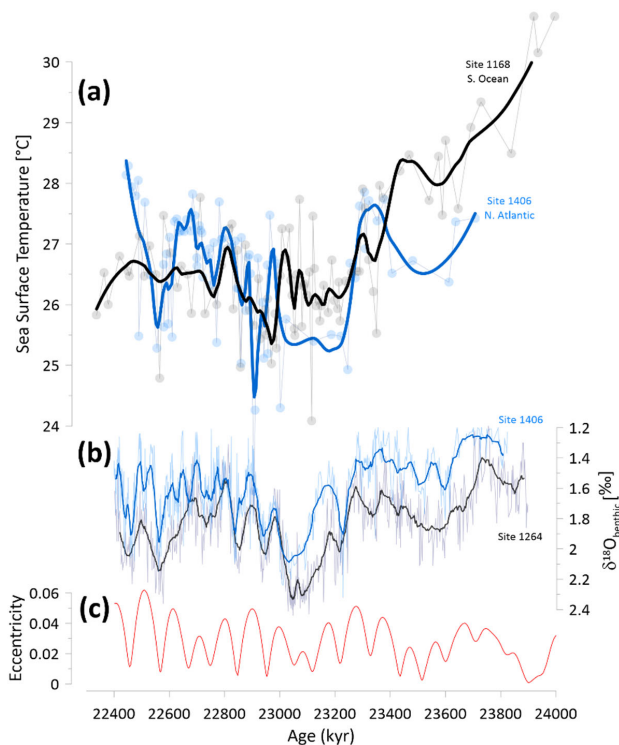 (a)
30
29
28
27
26
25
24
Sea Surface Temperature [°C]
Site 1168
S. Ocean
Site 1406
N. Atlantic
(b)
Site 1406
Site 1264
1.2
1.4
1.6
1.8
2
2.2
2.4
δ¹⁸O benthic [‰]
(c)
0.06
0.04
0.02
0
Eccentricity
22400 22600 22800 23000 23200 23400 23600 23800 24000
Age (kyr)